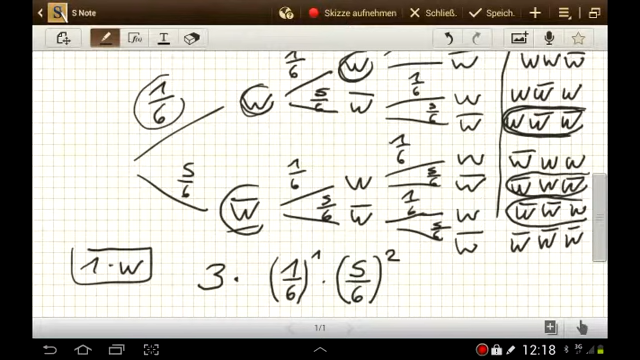 S Note
Skizze aufnehmen
Schließ.
Speich.
1/6
w̅
w w w̅
1/6
w
1/6
w
w w̅ w
1/6
w
5/6
w̅
5/6
w̅
w w̅ w̅
5/6
1/6
1/6
w
w̅ w w
w
5/6
w̅
w̅ w w̅
w̅
5/6
w̅
1/6
w
w̅ w̅ w
5/6
w̅
w̅ w̅ w̅
1 · w
3 · (1/6)¹ · (5/6)²
1/1
12:18